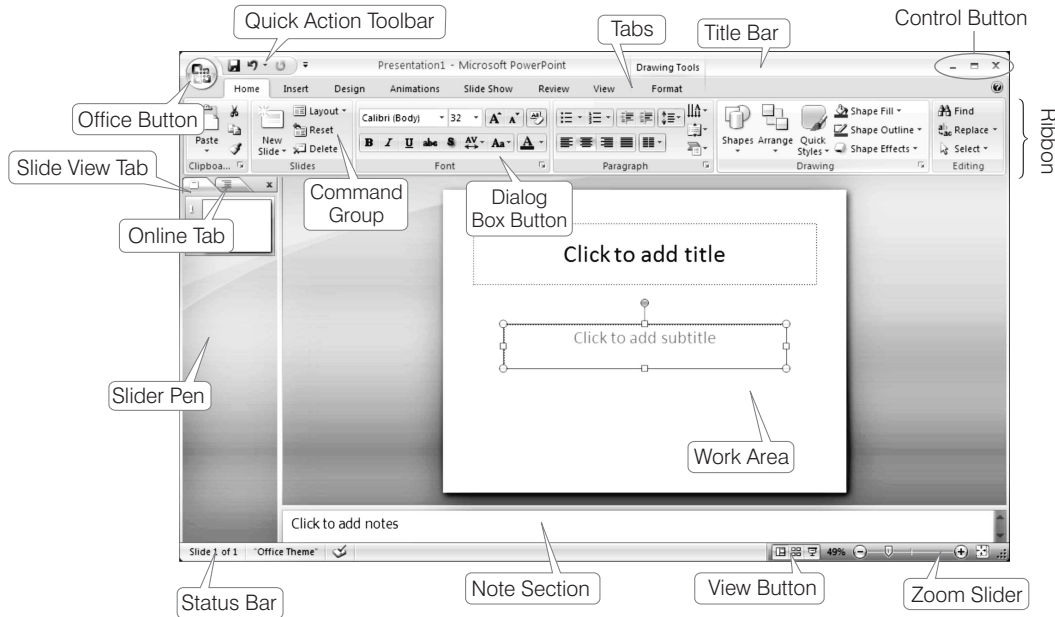 Quick Action Toolbar
Tabs
Title Bar
Control Button
Presentation1 - Microsoft PowerPoint
Drawing Tools
Home Insert Design Animations Slide Show Review View Format
Office Button
Paste
New
Slide
Layout
Reset
Delete
Calibri (Body) 32 A A
B I U abe S AV Aa A
Shapes Arrange Quick
Styles
Shape Fill
Shape Outline
Shape Effects
Find
Replace
Select
Ribbon
Clipboa... Slides Font Paragraph Drawing Editing
Slide View Tab
Command
Group
Dialog
Box Button
1
Online Tab
Click to add title
Click to add subtitle
Slider Pen
Work Area
Click to add notes
Slide 1 of 1 "Office Theme" 49%
Status Bar
Note Section
View Button
Zoom Slider